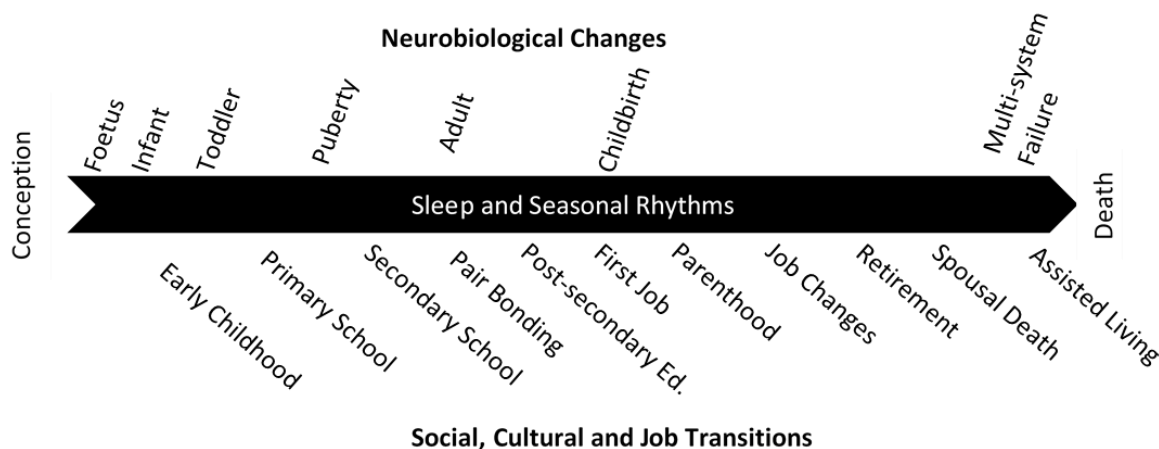 Neurobiological Changes
Conception
Foetus
Infant
Toddler
Puberty
Adult
Childbirth
Multi-system
Failure
Death
Sleep and Seasonal Rhythms
Early Childhood
Primary School
Secondary School
Pair Bonding
Post-secondary Ed.
First Job
Parenthood
Job Changes
Retirement
Spousal Death
Assisted Living
Social, Cultural and Job Transitions